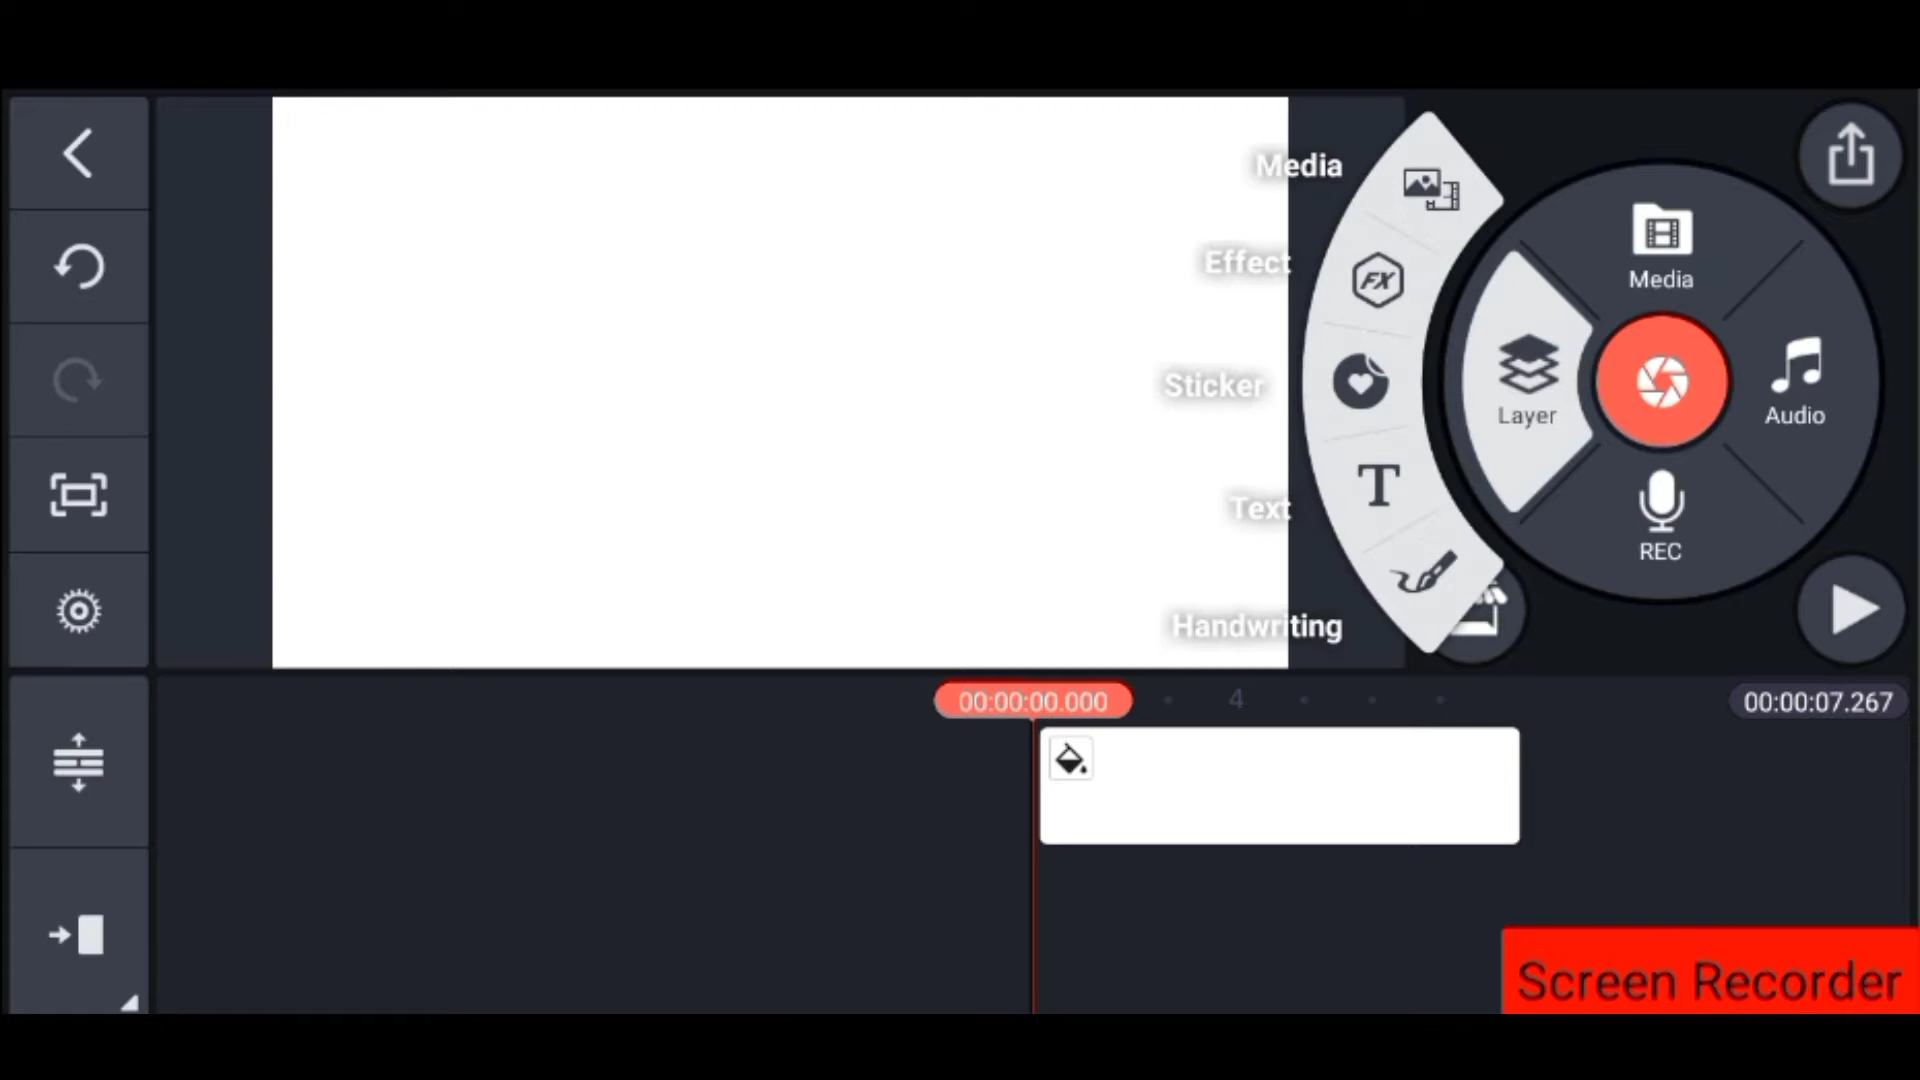 Media
Effect
Sticker
Text
Handwriting
FX
T
Media
Layer
Audio
REC
00:00:00.000
4
00:00:07.267
Screen Recorder